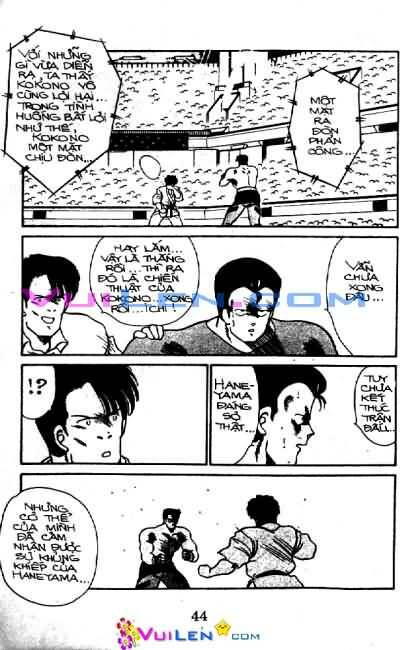 VỚI NHỮNG
GÌ VỪA DIỄN
RA, TA THẤY
KOKONO VÔ
CÙNG LỢI HẠI...
TRONG TÌNH
HUỐNG BẤT LỢI
NHƯ THẾ,
KOKONO
MỘT MẶT
CHỊU ĐÒN...
MỘT
MẶT
RA
ĐÒN
PHẢN
CÔNG...
HAY LẮM...
VẬY LÀ THẮNG
RỒI... THÌ RA
ĐÓ LÀ CHIẾN
THUẬT CỦA
KOKONO. XONG
RỒI...
VẪN
CHƯA
XONG
ĐÂU...
VUILEN.COM
!?
HANE-
YAMA
ĐÁNG
SỢ
THẬT...
TUY
CHƯA
KẾT
THÚC
TRẬN
ĐẤU...
NHƯNG
CƠ THỂ
CỦA MÌNH
ĐÃ CẢM
NHẬN ĐƯỢC
SỰ KHỦNG
KHIẾP CỦA
HANEYAMA...
44
VUILEN.COM